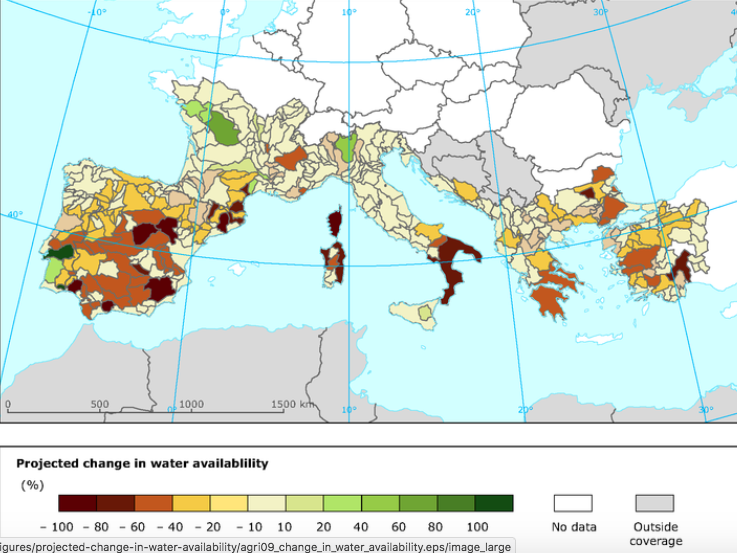 -10° 0° 10° 20° 30°
40°
0 500 1000 1500 km
0° 10° 20° 30°
Projected change in water availablility
(%)
– 100 – 80 – 60 – 40 – 20 – 10 10 20 40 60 80 100
No data
Outside
coverage
igures/projected-change-in-water-availability/agri09_change_in_water_availability.eps/image_large